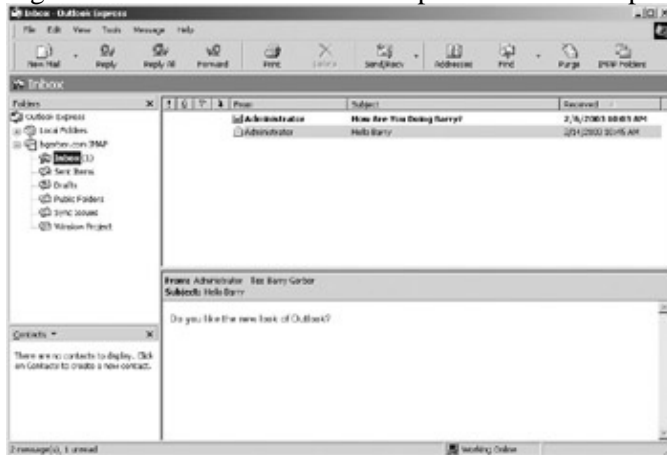 Inbox - Outlook Express
File Edit View Tools Message Help
New Mail Reply Reply All Forward Print Delete Send/Recv Addresses Find Purge IMAP Folders
Inbox
Folders
From Subject Received
Outlook Express
Administrator How Are You Doing Barry?
Local Folders
Administrator Hello Barry
IMAP
Inbox (1)
Sent Items
Drafts
Public Folders
Sync Issues
Window Project
From: Administrator To: Barry Gerber
Subject: Hello Barry
Do you like the new look of Outlook?
Contacts
There are no contacts to display. Click
on Contacts to create a new contact.
2 message(s), 1 unread Working Online